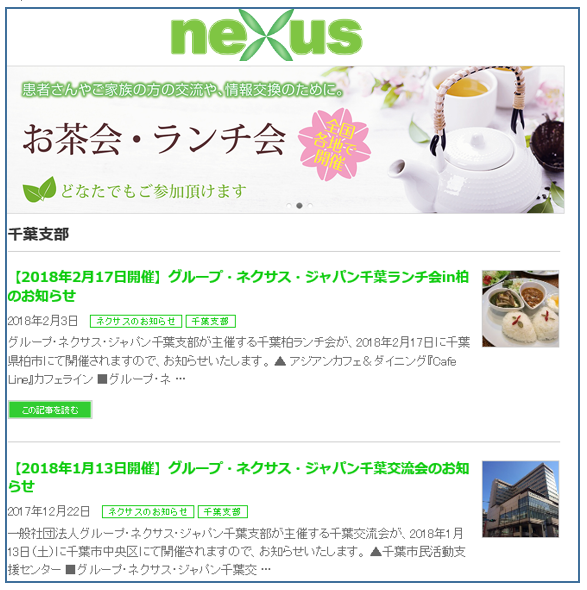 nexus
患者さんやご家族の方の交流や、情報交換のために。
お茶会・ランチ会
全国
各地で
開催
どなたでもご参加頂けます
千葉支部
【2018年2月17日開催】グループ・ネクサス・ジャパン千葉ランチ会in柏
のお知らせ
2018年2月3日 ネクサスのお知らせ 千葉支部
グループ・ネクサス・ジャパン千葉支部が主催する千葉柏ランチ会が、2018年2月17日に千葉
県柏市にて開催されますので、お知らせいたします。 ▲ アジアンカフェ＆ダイニング『Cafe
Line』カフェライン ■グループ・ネ …
この記事を読む
【2018年1月13日開催】グループ・ネクサス・ジャパン千葉交流会のお知
らせ
2017年12月22日 ネクサスのお知らせ 千葉支部
一般社団法人グループ・ネクサス・ジャパン千葉支部が主催する千葉交流会が、2018年1月
13日（土）に千葉市中央区にて開催されますので、お知らせいたします。 ▲千葉市民活動支
援センター ■グループ・ネクサス・ジャパン千葉交 …